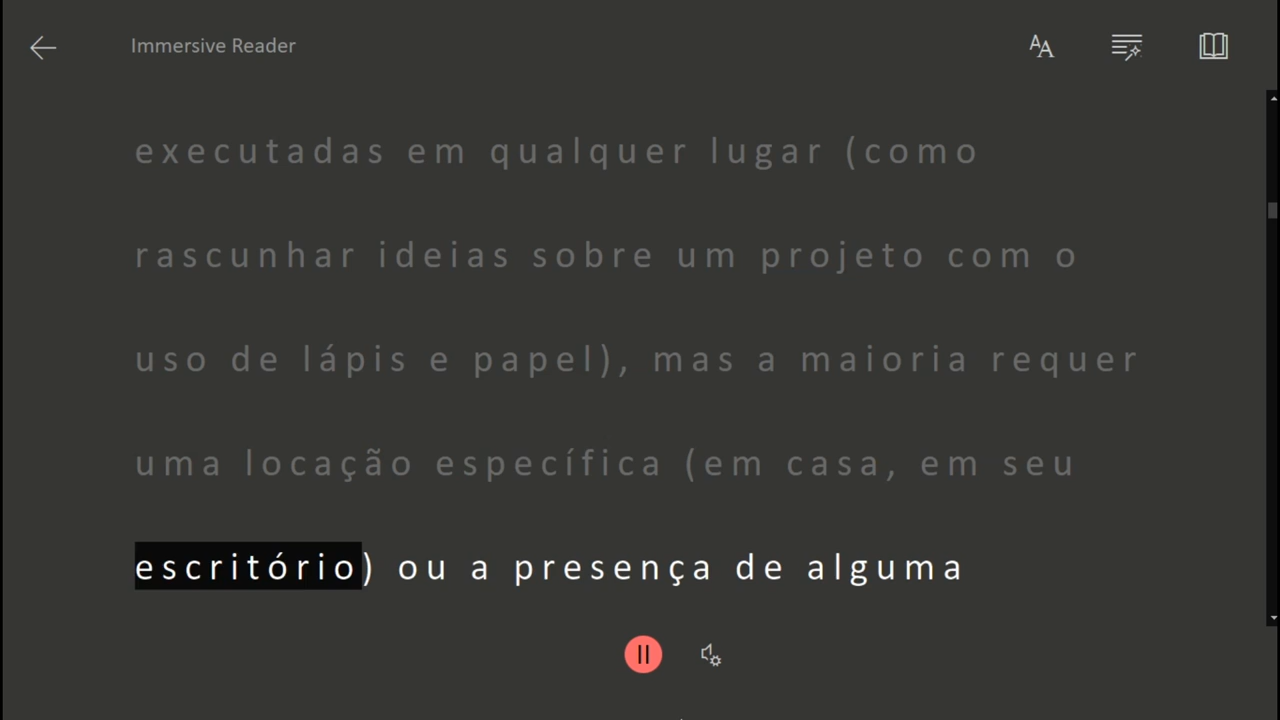 Immersive Reader
executadas em qualquer lugar (como
rascunhar ideias sobre um projeto com o
uso de lápis e papel), mas a maioria requer
uma locação específica (em casa, em seu
escritório) ou a presença de alguma